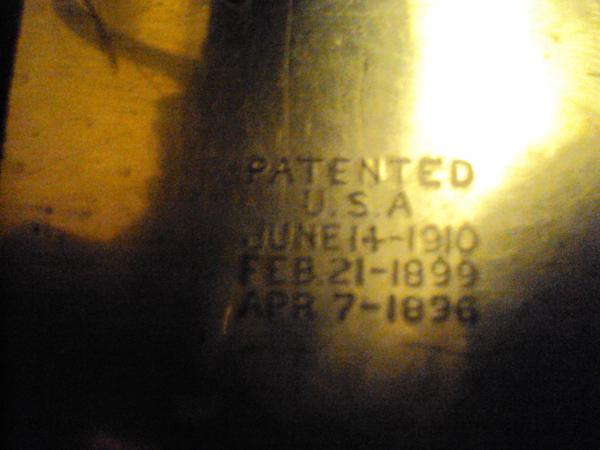 PATENTED
U.S.A
JUNE 14-1910
FEB. 21-1899
APR 7-1896